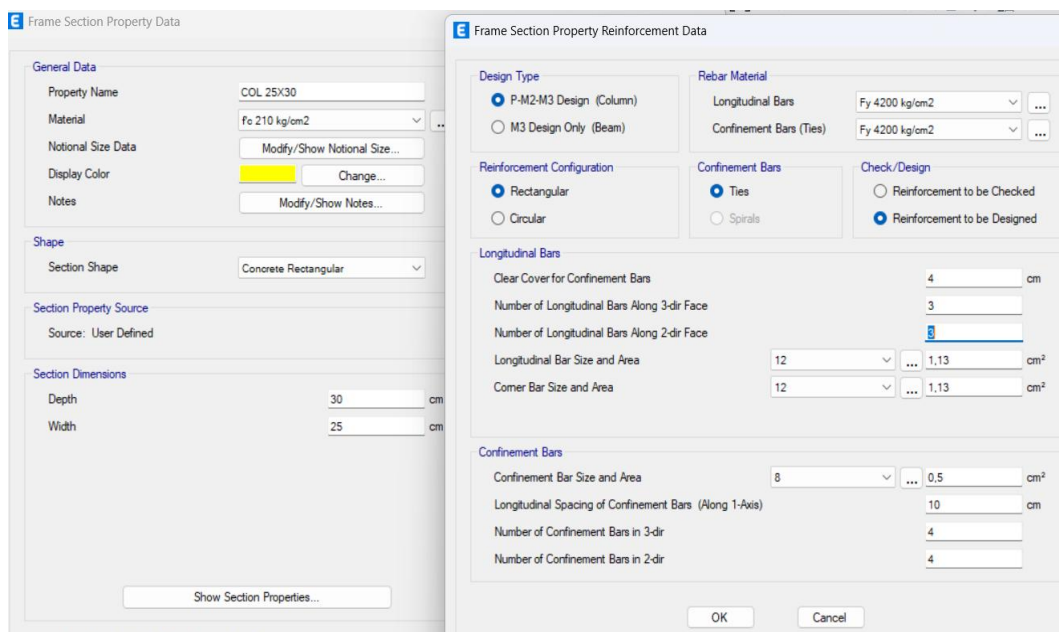 E Frame Section Property Data
General Data
Property Name COL 25X30
Material f'c 210 kg/cm2 ...
Notional Size Data Modify/Show Notional Size...
Display Color Change...
Notes Modify/Show Notes...
Shape
Section Shape Concrete Rectangular
Section Property Source
Source: User Defined
Section Dimensions
Depth 30 cm
Width 25 cm
Show Section Properties...
E Frame Section Property Reinforcement Data
Design Type
P-M2-M3 Design (Column)
M3 Design Only (Beam)
Rebar Material
Longitudinal Bars Fy 4200 kg/cm2 ...
Confinement Bars (Ties) Fy 4200 kg/cm2 ...
Reinforcement Configuration
Rectangular
Circular
Confinement Bars
Ties
Spirals
Check/Design
Reinforcement to be Checked
Reinforcement to be Designed
Longitudinal Bars
Clear Cover for Confinement Bars 4 cm
Number of Longitudinal Bars Along 3-dir Face 3
Number of Longitudinal Bars Along 2-dir Face 3
Longitudinal Bar Size and Area 12 ... 1,13 cm²
Corner Bar Size and Area 12 ... 1,13 cm²
Confinement Bars
Confinement Bar Size and Area 8 ... 0,5 cm²
Longitudinal Spacing of Confinement Bars (Along 1-Axis) 10 cm
Number of Confinement Bars in 3-dir 4
Number of Confinement Bars in 2-dir 4
OK Cancel